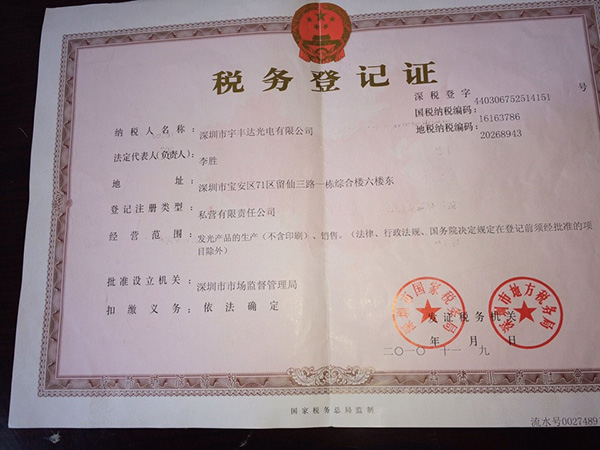 税务登记证
深税登字 440306752514151 号
国税纳税编码: 16163786
地税纳税编码: 20268943
纳税人名称: 深圳市宇丰达光电有限公司
法定代表人(负责人) 李胜
地址: 深圳市宝安区71区留仙三路一栋综合楼六楼东
登记注册类型: 私营有限责任公司
经营范围: 发光产品的生产(不含印刷)、销售。(法律、行政法规、国务院决定规定在登记前须经批准的项
目除外)
批准设立机关: 深圳市市场监督管理局
扣缴义务: 依法确定
深圳市国家税务局
深圳市地方税务局
发证税务机关
年 月 日
二〇一〇 十一 九
国家税务总局监制
流水号00274891